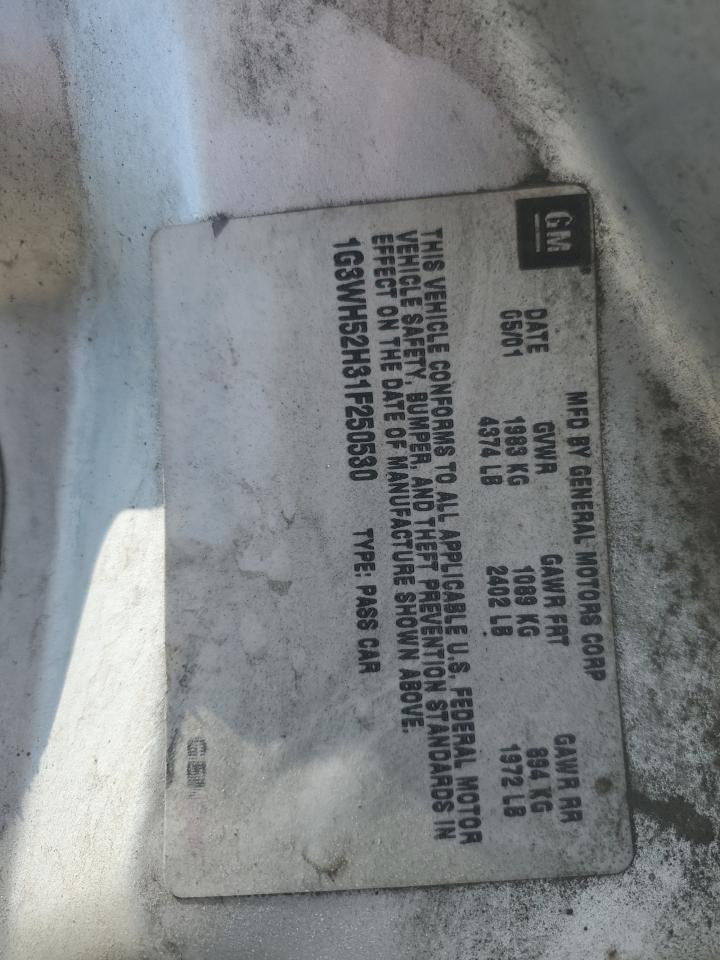 GM
MFD BY GENERAL MOTORS CORP
DATE GVWR GAWR FRT GAWR RR
05/01 1983 KG 1089 KG 894 KG
4374 LB 2402 LB 1972 LB
THIS VEHICLE CONFORMS TO ALL APPLICABLE U.S. FEDERAL MOTOR
VEHICLE SAFETY, BUMPER, AND THEFT PREVENTION STANDARDS IN
EFFECT ON THE DATE OF MANUFACTURE SHOWN ABOVE.
1G3WH52H31F250530 TYPE: PASS CAR